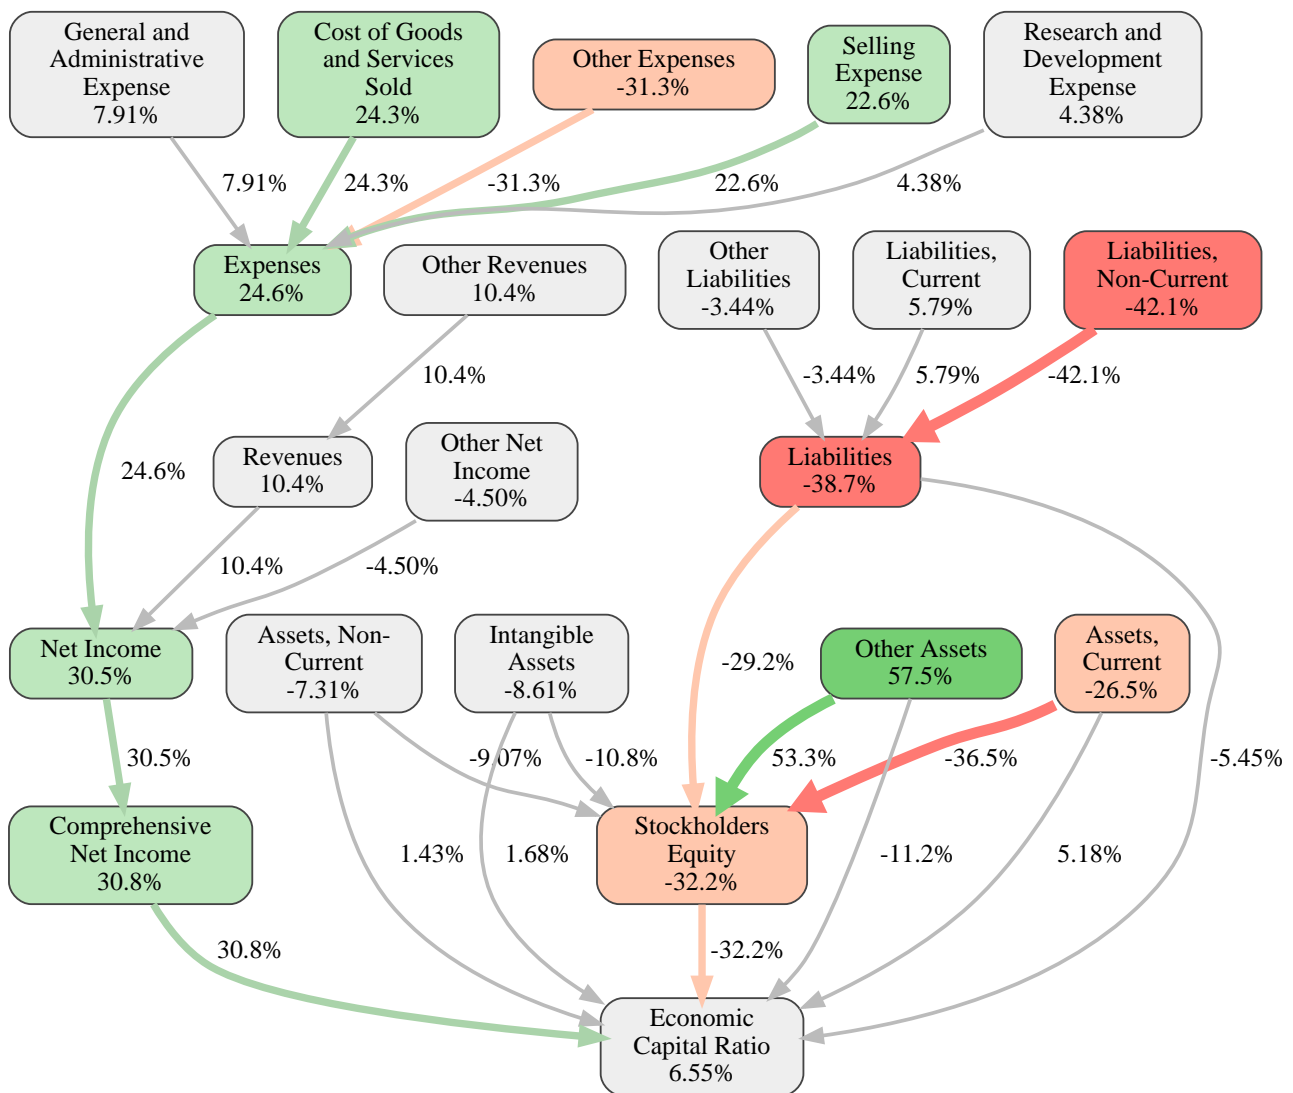 General and
Administrative
Expense
7.91%
Cost of Goods
and Services
Sold
24.3%
Other Expenses
-31.3%
Selling
Expense
22.6%
Research and
Development
Expense
4.38%
7.91%
24.3%
-31.3%
22.6%
4.38%
Expenses
24.6%
Other Revenues
10.4%
Other
Liabilities
-3.44%
Liabilities,
Current
5.79%
Liabilities,
Non-Current
-42.1%
10.4%
-3.44%
5.79%
-42.1%
24.6%
Revenues
10.4%
Other Net
Income
-4.50%
Liabilities
-38.7%
10.4%
-4.50%
Net Income
30.5%
Assets, Non-
Current
-7.31%
Intangible
Assets
-8.61%
-29.2%
Other Assets
57.5%
Assets,
Current
-26.5%
30.5%
-9.07%
-10.8%
53.3%
-36.5%
-5.45%
Comprehensive
Net Income
30.8%
1.43%
1.68%
Stockholders
Equity
-32.2%
-11.2%
5.18%
30.8%
-32.2%
Economic
Capital Ratio
6.55%